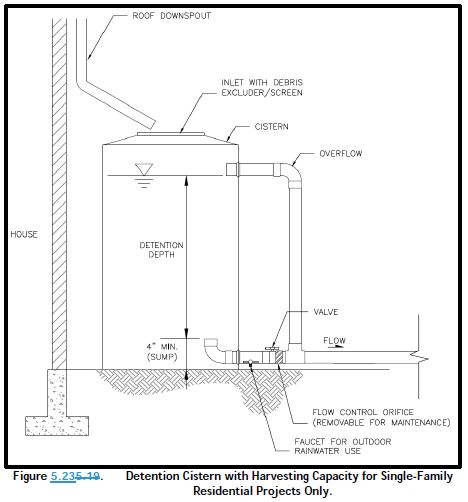 ROOF DOWNSPOUT
INLET WITH DEBRIS
EXCLUDER/SCREEN
CISTERN
OVERFLOW
HOUSE
DETENTION
DEPTH
VALVE
4" MIN.
(SUMP)
FLOW
FLOW CONTROL ORIFICE
(REMOVABLE FOR MAINTENANCE)
FAUCET FOR OUTDOOR
RAINWATER USE
Figure 5.235.19. Detention Cistern with Harvesting Capacity for Single-Family
Residential Projects Only.